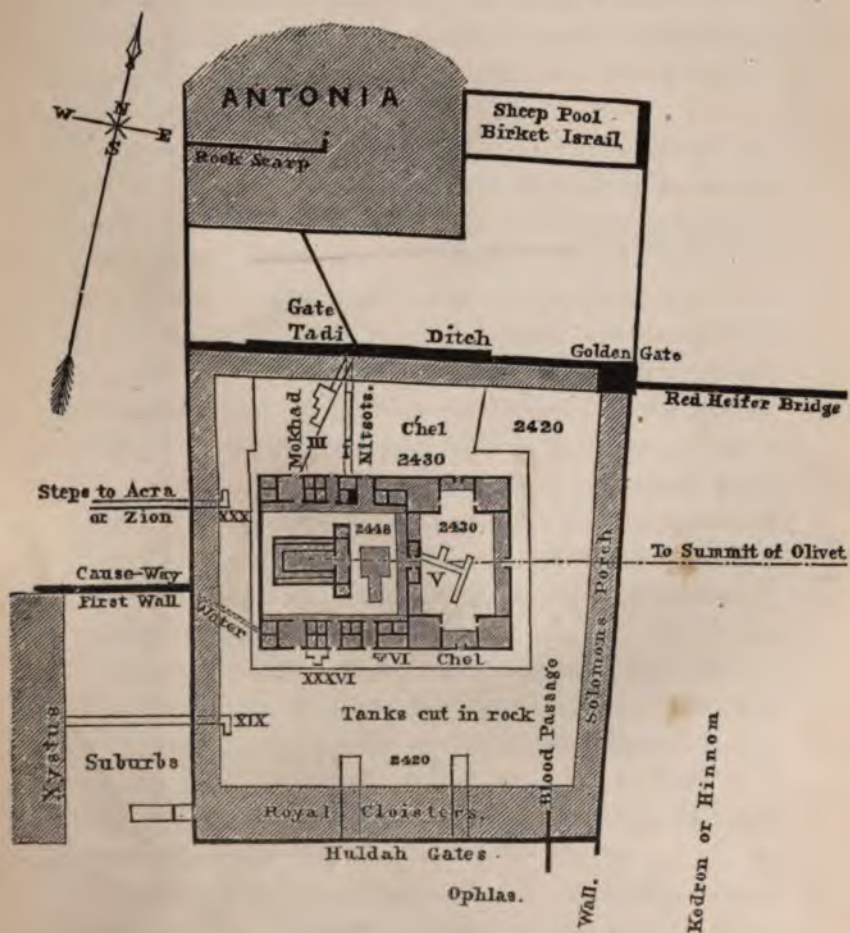 ANTONIA
Sheep Pool
Birket Israil
N
W
E
S
Rock Scarp
Gate
Tadi
Ditch
Golden Gate
Red Heifer Bridge
Mokhad
III
Nitsots.
Chel
2430
2420
Steps to Acra
or Zion
XXX
2448
2430
To Summit of Olivet
Cause-Way
First Wall
Water
V
VI
Chel
XXXVI
Solomons Porch
Blood Passage
XIX
Tanks cut in rock
Xystus
Suburbs
2420
Royal Cloisters.
Huldah Gates
Ophlas.
Wall.
Kedron or Hinnom